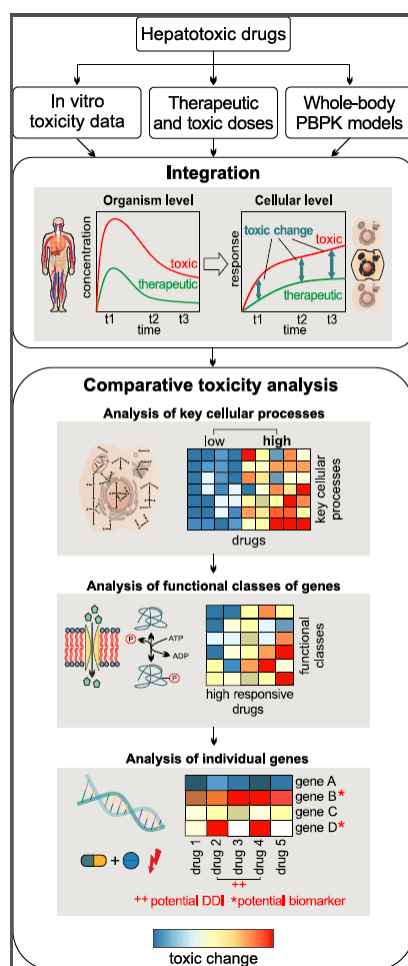 Hepatotoxic drugs
In vitro
toxicity data
Therapeutic
and toxic doses
Whole-body
PBPK models
Integration
Organism level
Cellular level
concentration
toxic
therapeutic
t1
t2
t3
time
response
toxic change
toxic
therapeutic
t1
t2
t3
time
Comparative toxicity analysis
Analysis of key cellular processes
low
high
key cellular
processes
drugs
Analysis of functional classes of genes
P
ATP
ADP
P
functional
classes
high responsive
drugs
Analysis of individual genes
gene A
gene B*
gene C
gene D*
drug 1
drug 2
drug 3
drug 4
drug 5
++
++potential DDI *potential biomarker
toxic change